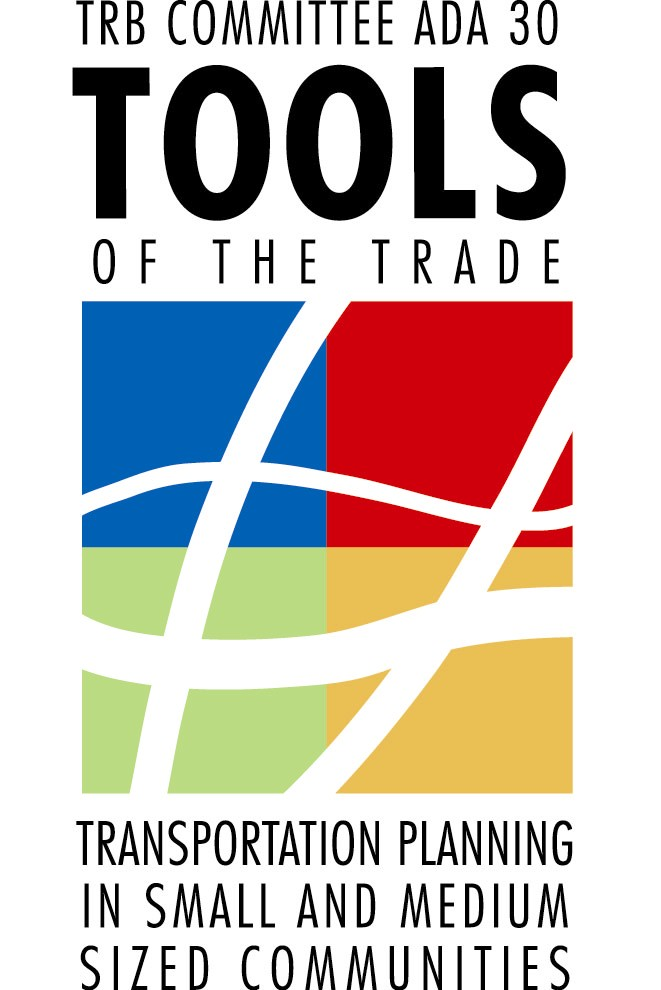 TRB COMMITTEE ADA 30
TOOLS
OF THE TRADE
TRANSPORTATION PLANNING
IN SMALL AND MEDIUM
SIZED COMMUNITIES